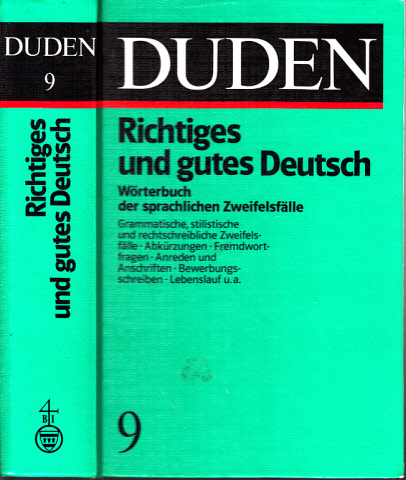 DUDEN
9
Richtiges
und gutes Deutsch
4
B I
DUDEN
Richtiges
und gutes Deutsch
Wörterbuch
der sprachlichen Zweifelsfälle
Grammatische, stilistische
und rechtschreibliche Zweifels-
fälle · Abkürzungen · Fremdwort-
fragen · Anreden und
Anschriften · Bewerbungs-
schreiben · Lebenslauf u. a.
9